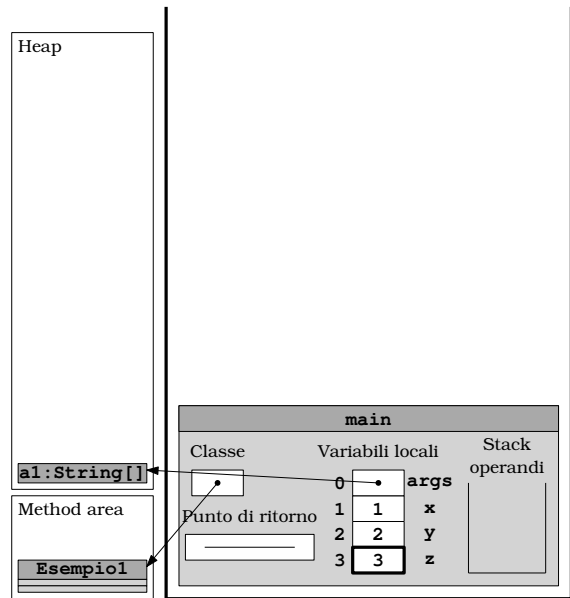 Heap
a1:String[]
Method area
Esempio1
main
Classe
Punto di ritorno
Variabili locali
0 args
1 1 x
2 2 y
3 3 z
Stack
operandi